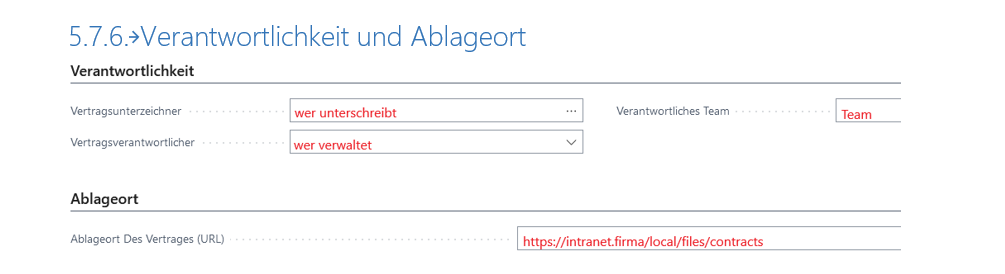 5.7.6.→Verantwortlichkeit und Ablageort
Verantwortlichkeit
Vertragsunterzeichner wer unterschreibt ... Verantwortliches Team Team
Vertragsverantwortlicher wer verwaltet
Ablageort
Ablageort Des Vertrages (URL) https://intranet.firma/local/files/contracts